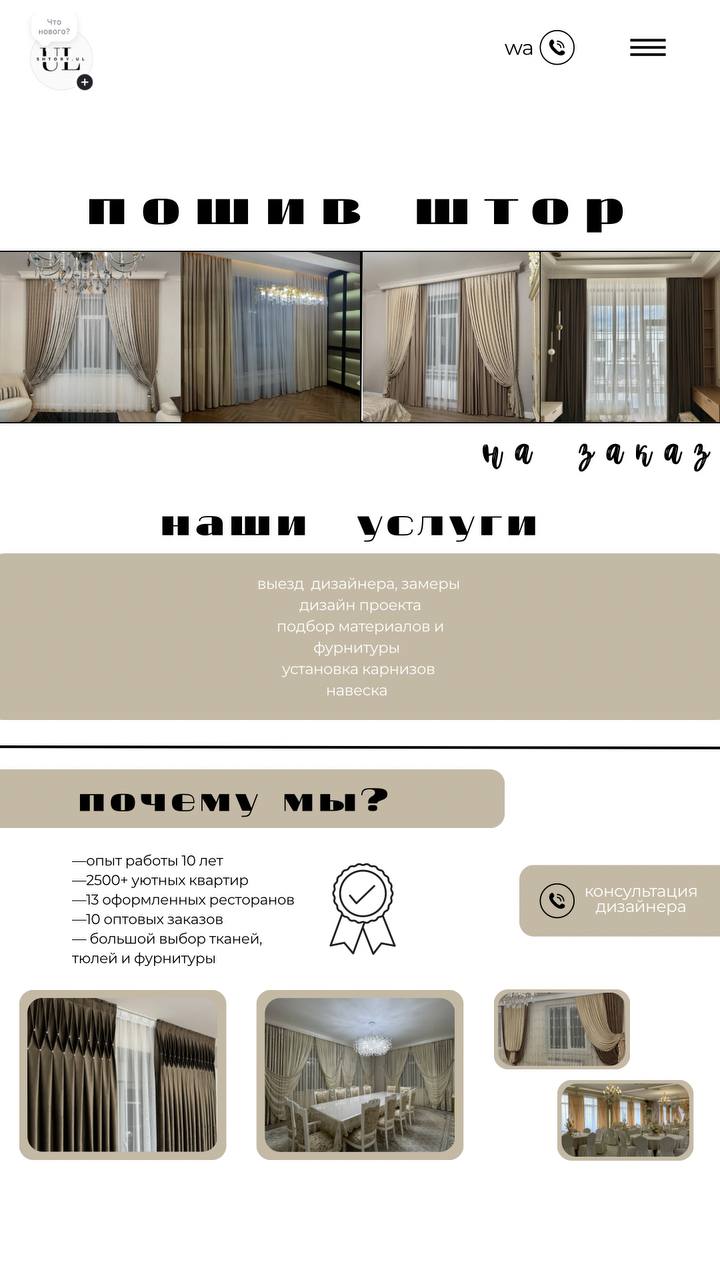 Что
нового?
UL
SHTORY.UL
wa
пошив штор
на заказ
наши услуги
выезд дизайнера, замеры
дизайн проекта
подбор материалов и
фурнитуры
установка карнизов
навеска
почему мы?
—опыт работы 10 лет
—2500+ уютных квартир
—13 оформленных ресторанов
—10 оптовых заказов
— большой выбор тканей,
тюлей и фурнитуры
консультация
дизайнера